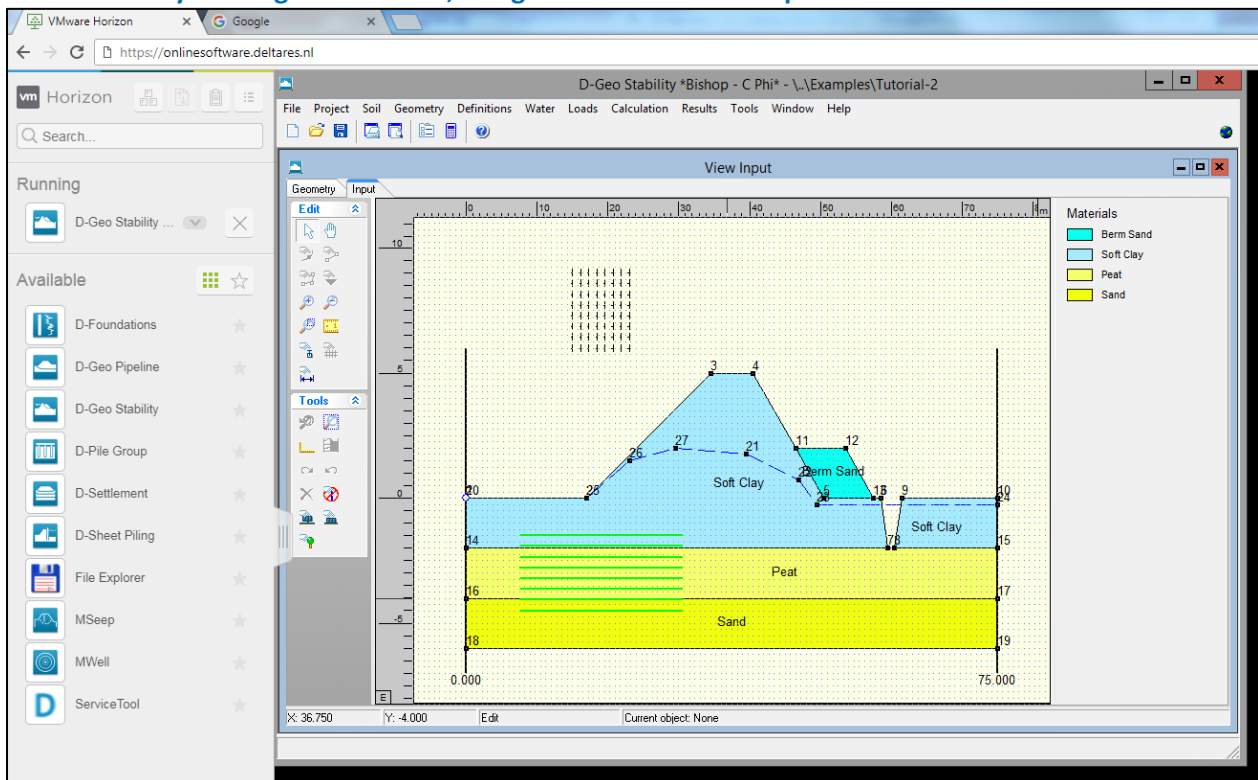 VMware Horizon
Google
https://onlinesoftware.deltares.nl
vm Horizon
Search...
Running
D-Geo Stability ...
Available
D-Foundations
D-Geo Pipeline
D-Geo Stability
D-Pile Group
D-Settlement
D-Sheet Piling
File Explorer
MSeep
MWell
D ServiceTool
D-Geo Stability *Bishop - C Phi* - \..\Examples\Tutorial-2
File Project Soil Geometry Definitions Water Loads Calculation Results Tools Window Help
View Input
Geometry Input
Edit
Tools
0 10 20 30 40 50 60 70 m
10
5
0
-5
3 4
27 21 11 12
26
Berm Sand
Soft Clay
20 25 5 9 10
24
Soft Clay
14 15
Peat
16 17
Sand
18 19
0.000 75.000
E
Materials
Berm Sand
Soft Clay
Peat
Sand
X: 36.750 Y: -4.000 Edit Current object: None